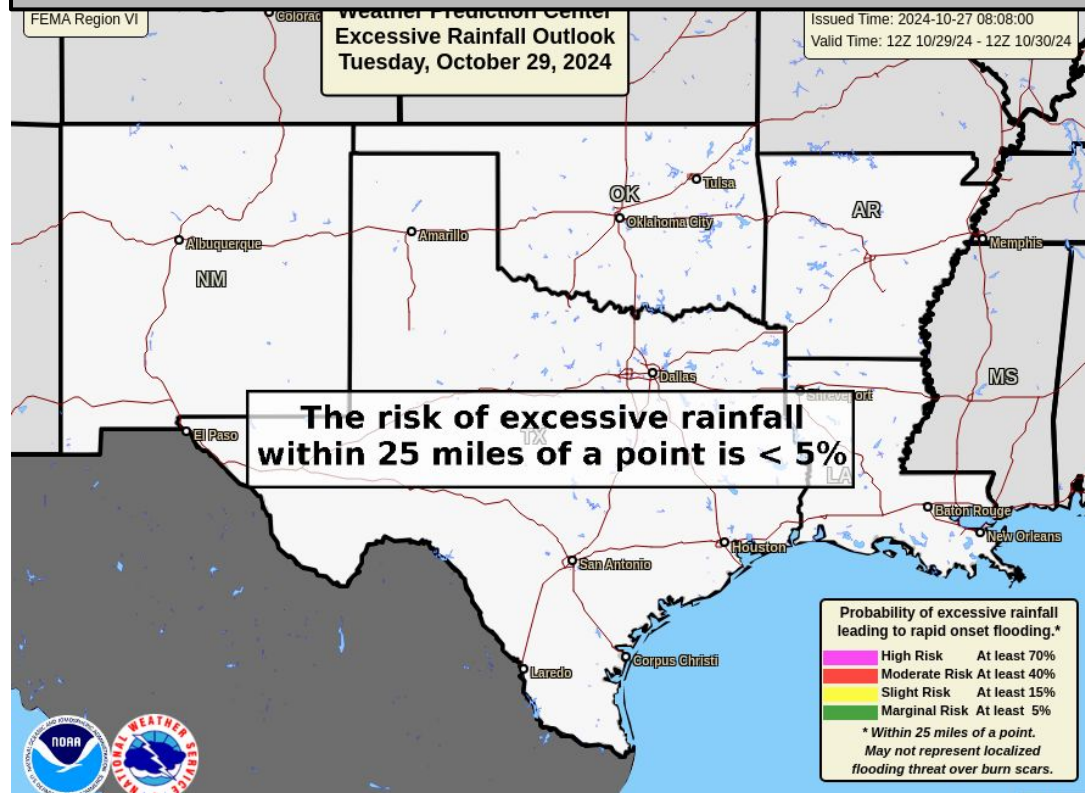 FEMA Region VI
Weather Prediction Center
Excessive Rainfall Outlook
Tuesday, October 29, 2024
Issued Time: 2024-10-27 08:08:00
Valid Time: 12Z 10/29/24 - 12Z 10/30/24
Colorad
Tulsa
OK
Oklahoma City
AR
Albuquerque
Amarillo
Memphis
NM
Dallas
MS
Shreveport
The risk of excessive rainfall
within 25 miles of a point is < 5%
El Paso
TX
LA
Baton Rouge
New Orleans
Houston
San Antonio
Laredo
Corpus Christi
Probability of excessive rainfall
leading to rapid onset flooding.*
High Risk At least 70%
Moderate Risk At least 40%
Slight Risk At least 15%
Marginal Risk At least 5%
* Within 25 miles of a point.
May not represent localized
flooding threat over burn scars.
NOAA
NATIONAL WEATHER SERVICE